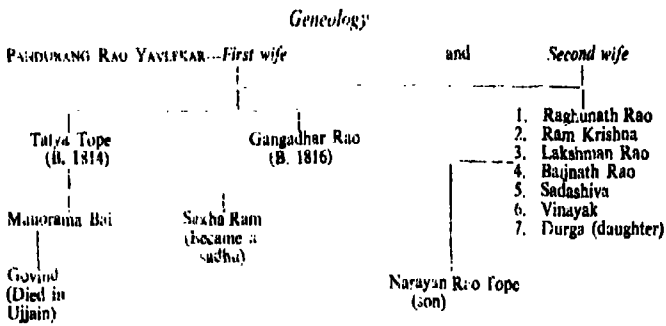 Geneology
PANDURANG RAO YAVLEKAR---First wife and Second wife
Tatya Tope
(B. 1814)
Gangadhar Rao
(B. 1816)
1. Raghunath Rao
2. Ram Krishna
3. Lakshman Rao
4. Baijnath Rao
5. Sadashiva
6. Vinayak
7. Durga (daughter)
Manorama Bai
Sakha Ram
(became a
sadhu)
Govind
(Died in
Ujjain)
Narayan Rao Tope
(son)